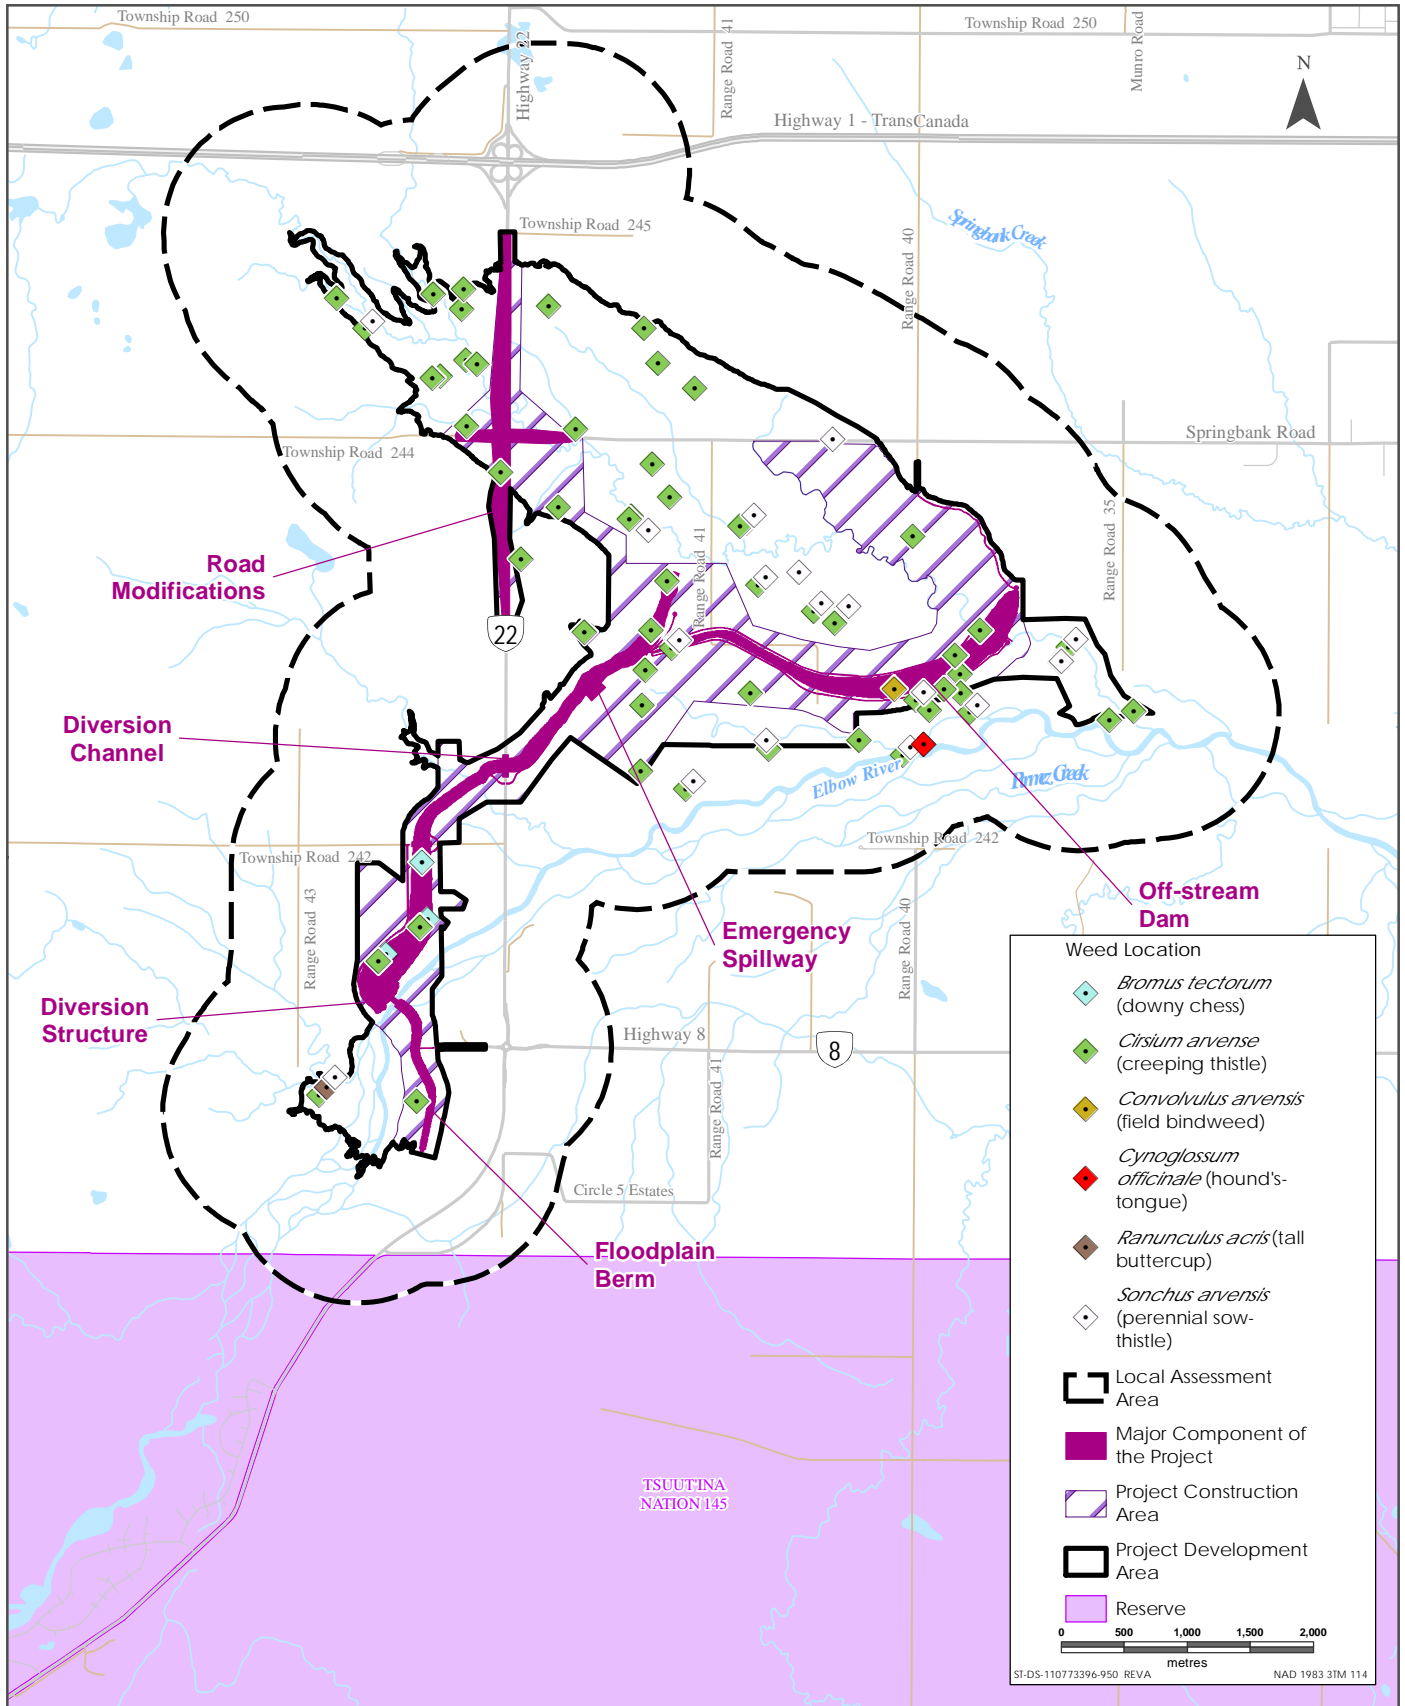 Township Road 250
Township Road 250
Highway 22
Range Road 41
Munro Road
N
Highway 1 - TransCanada
Township Road 245
Springbank Creek
Range Road 40
Township Road 244
Springbank Road
Range Road 35
Range Road 41
Road
Modifications
22
Diversion
Channel
Elbow River
Township Road 242
Township Road 242
Range Road 43
Range Road 40
Off-stream
Dam
Emergency
Spillway
Diversion
Structure
Highway 8
8
Range Road 41
Circle 5 Estates
Floodplain
Berm
TSUUT'INA
NATION 145
Weed Location
Bromus tectorum
(downy chess)
Cirsium arvense
(creeping thistle)
Convolvulus arvensis
(field bindweed)
Cynoglossum
officinale (hound's-
tongue)
Ranunculus acris (tall
buttercup)
Sonchus arvensis
(perennial sow-
thistle)
Local Assessment
Area
Major Component of
the Project
Project Construction
Area
Project Development
Area
Reserve
0 500 1,000 1,500 2,000
metres
ST-DS-110773396-950 REVA NAD 1983 3TM 114